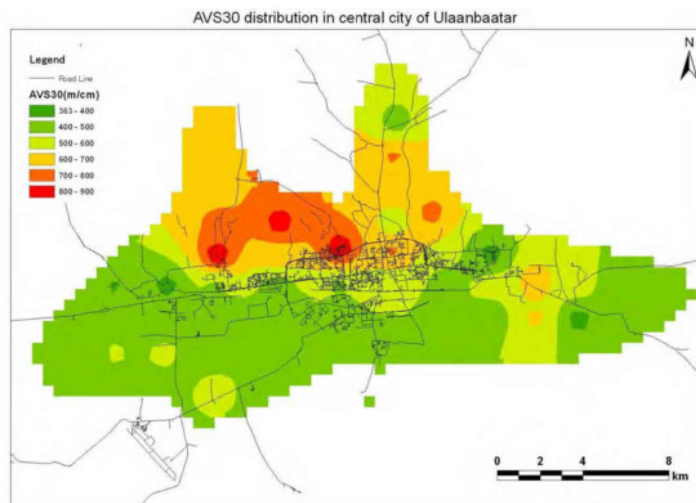 AVS30 distribution in central city of Ulaanbaatar
N
Legend
Road Line
AVS30(m/cm)
363 - 400
400 - 500
500 - 600
600 - 700
700 - 800
800 - 900
0 2 4 8
km